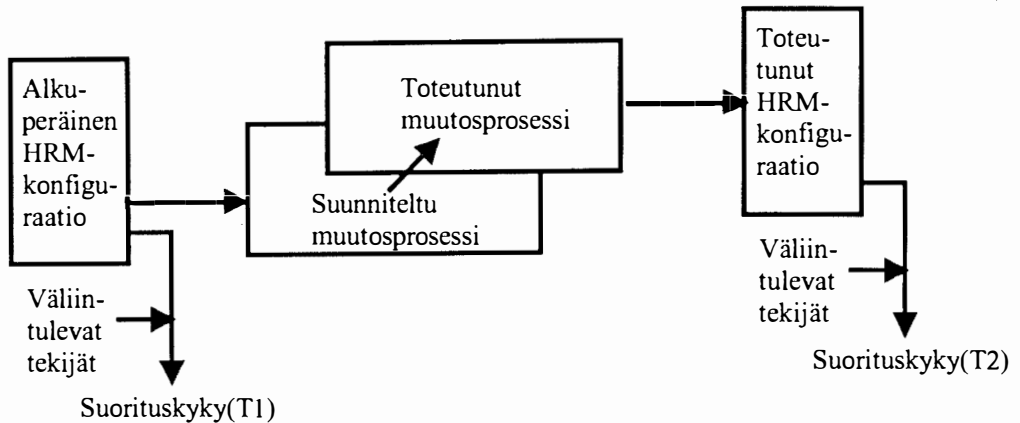 Alku-
peräinen
HRM-
konfigu-
raatio
Väliin-
tulevat
tekijät
Suorituskyky(T1)
Toteutunut
muutosprosessi
Suunniteltu
muutosprosessi
Toteu-
tunut
HRM-
konfigu-
raatio
Väliin-
tulevat
tekijät
Suorituskyky(T2)